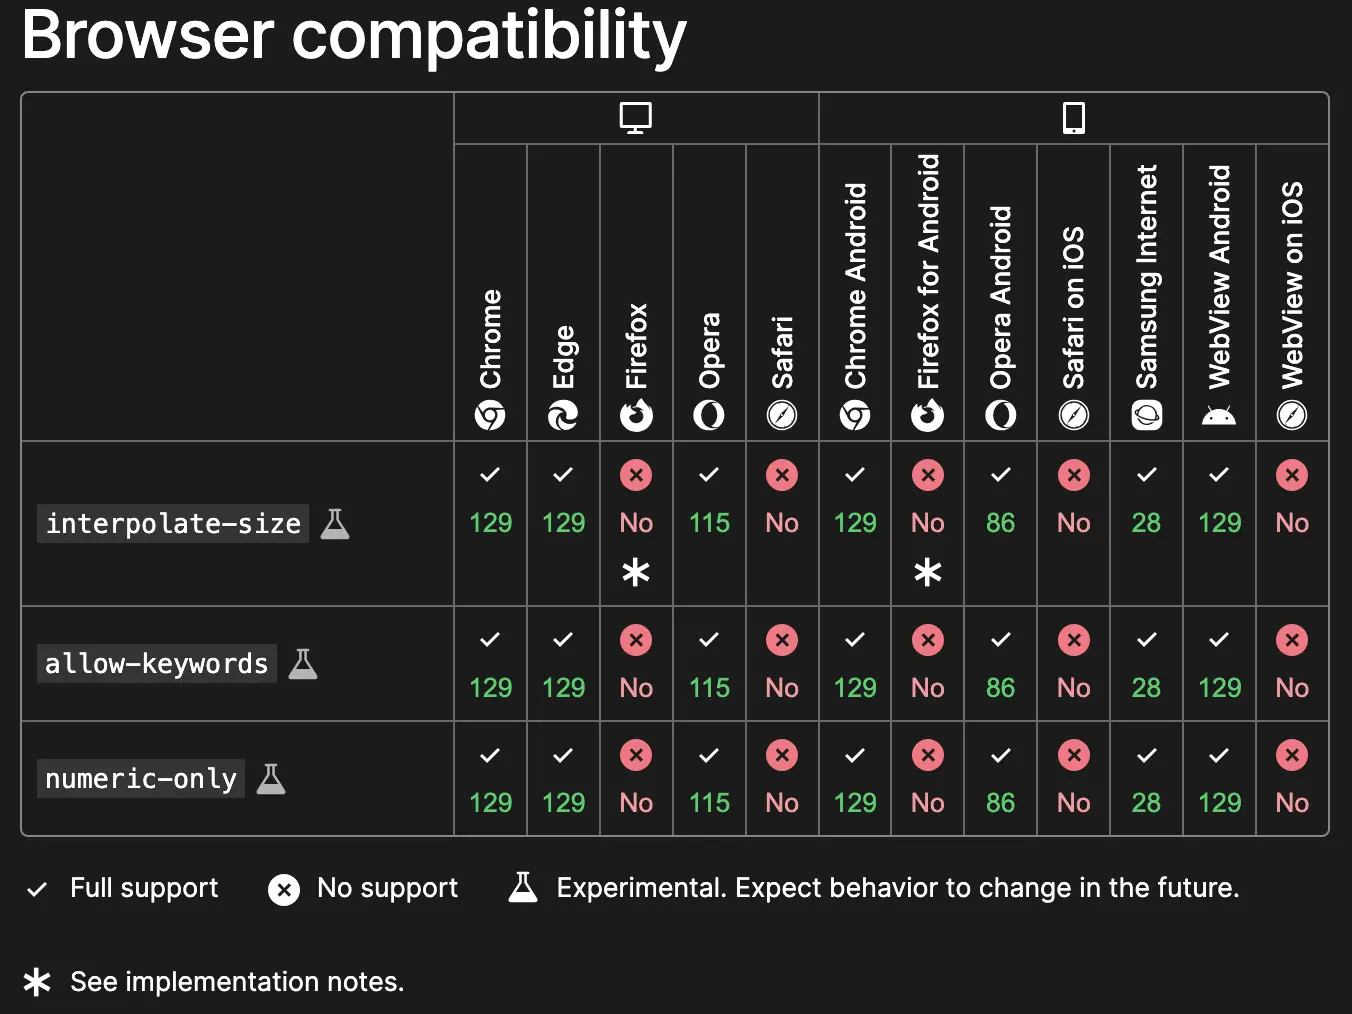 Browser compatibility
Chrome
Edge
Firefox
Opera
Safari
Chrome Android
Firefox for Android
Opera Android
Safari on iOS
Samsung Internet
WebView Android
WebView on iOS
interpolate-size
129 129 No 115 No 129 No 86 No 28 129 No
* *
allow-keywords
129 129 No 115 No 129 No 86 No 28 129 No
numeric-only
129 129 No 115 No 129 No 86 No 28 129 No
Full support No support Experimental. Expect behavior to change in the future.
* See implementation notes.